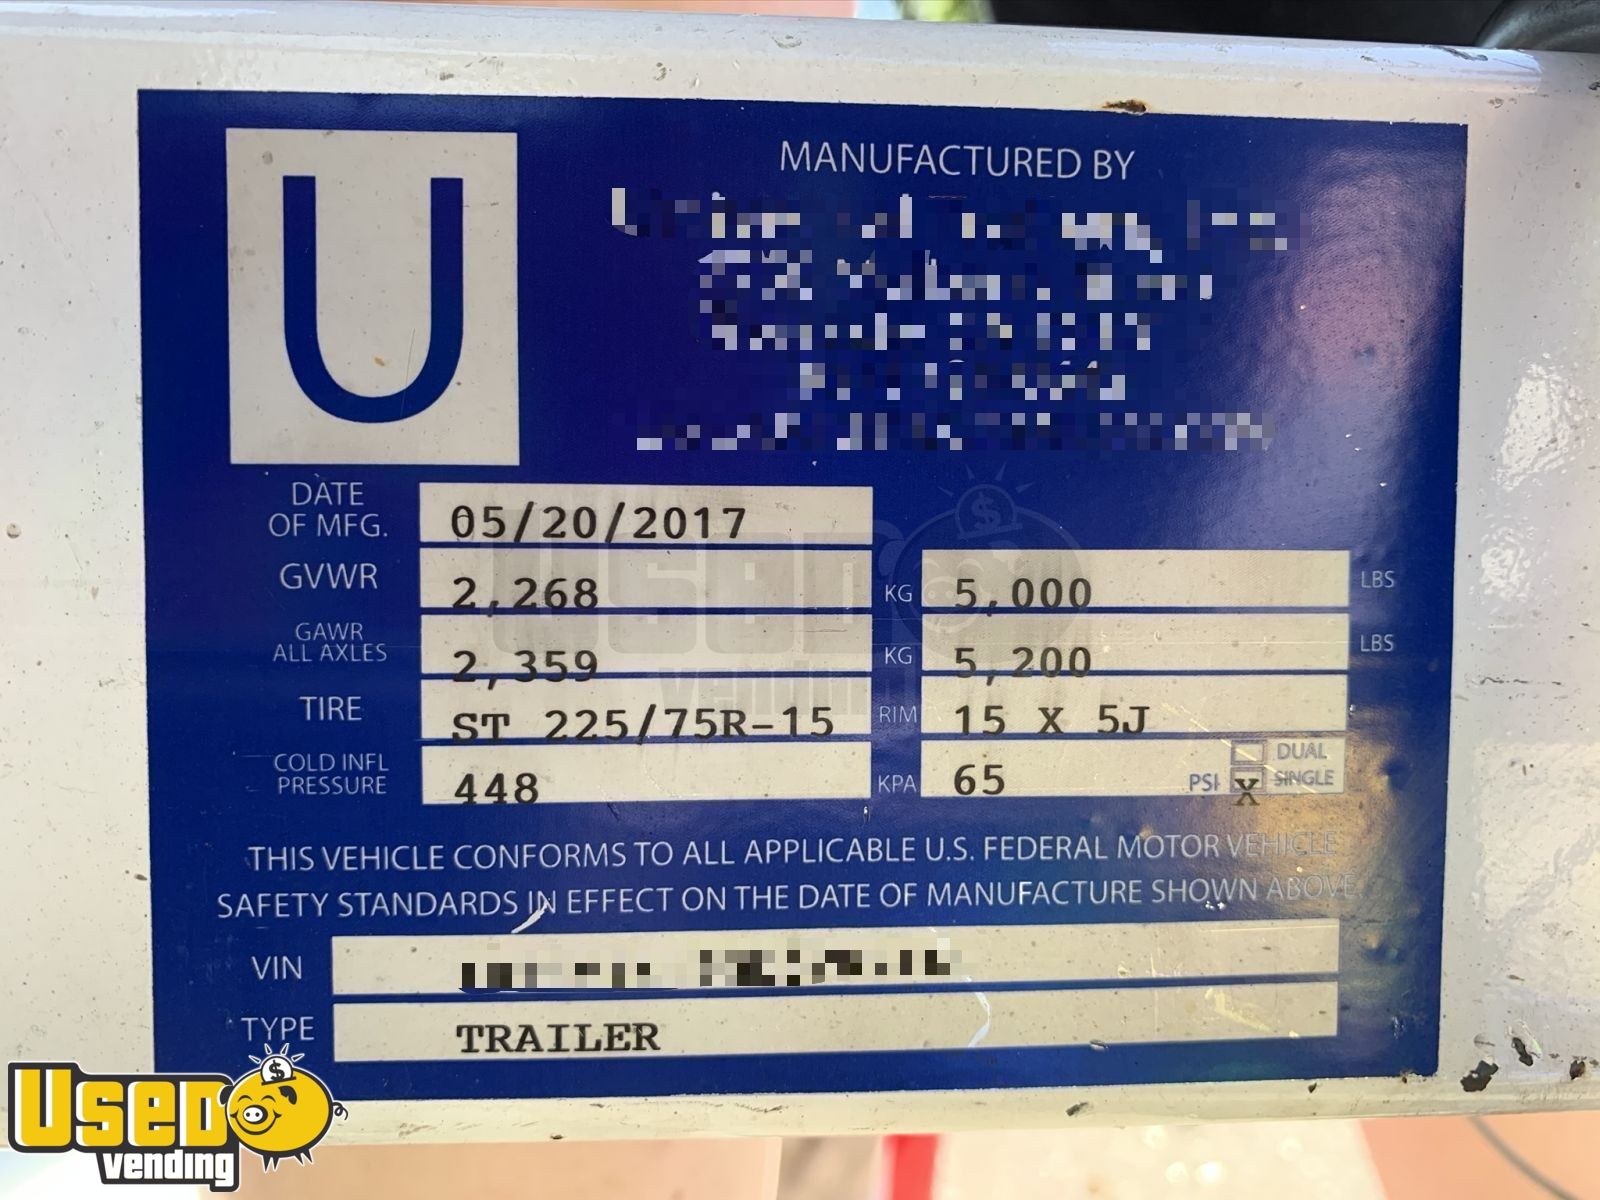 U
MANUFACTURED BY
DATE
OF MFG.
05/20/2017
GVWR
2,268 KG 5,000 LBS
GAWR
ALL AXLES
2,359 KG 5,200 LBS
TIRE
ST 225/75R-15 RIM 15 X 5J
COLD INFL
PRESSURE
448 KPA 65 PSI
DUAL
X SINGLE
THIS VEHICLE CONFORMS TO ALL APPLICABLE U.S. FEDERAL MOTOR VEHICLE
SAFETY STANDARDS IN EFFECT ON THE DATE OF MANUFACTURE SHOWN ABOVE
VIN
TYPE TRAILER
USED
vending
$
USED
vending
$